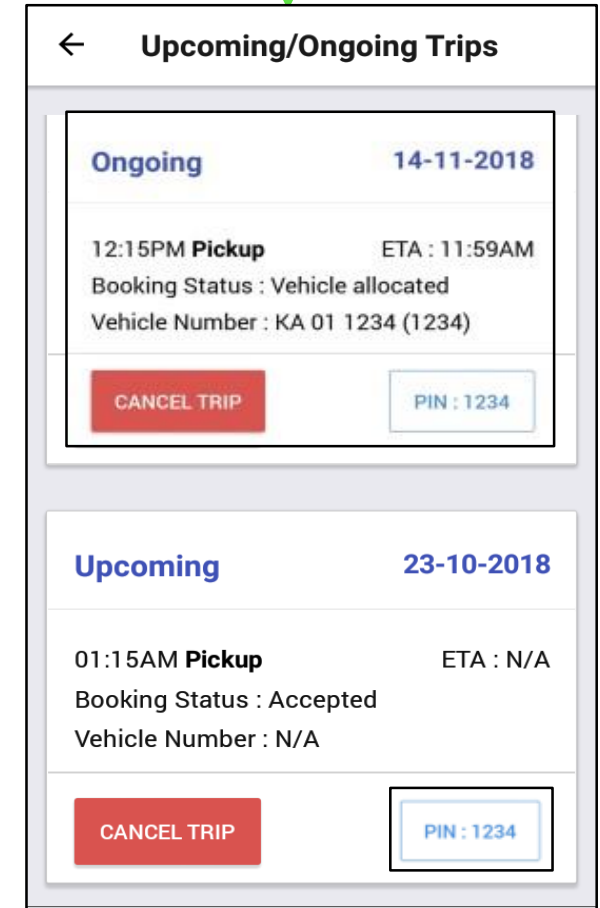 ← Upcoming/Ongoing Trips
Ongoing 14-11-2018
12:15PM Pickup ETA : 11:59AM
Booking Status : Vehicle allocated
Vehicle Number : KA 01 1234 (1234)
CANCEL TRIP PIN : 1234
Upcoming 23-10-2018
01:15AM Pickup ETA : N/A
Booking Status : Accepted
Vehicle Number : N/A
CANCEL TRIP PIN : 1234